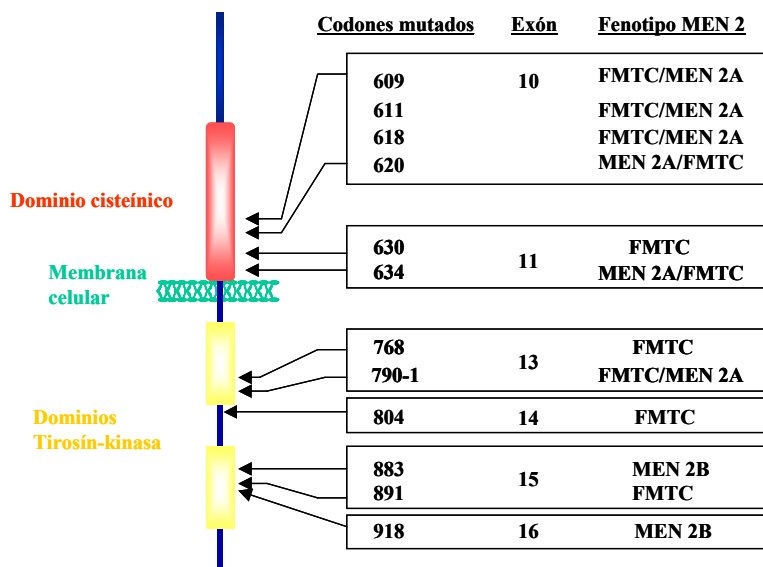 Codones mutados Exón Fenotipo MEN 2
609 10 FMTC/MEN 2A
611 FMTC/MEN 2A
618 FMTC/MEN 2A
620 MEN 2A/FMTC
Dominio cisteínico
630 FMTC
11
634 MEN 2A/FMTC
Membrana
celular
768 FMTC
13
790-1 FMTC/MEN 2A
804 14 FMTC
Dominios
Tirosín-kinasa
883 MEN 2B
15
891 FMTC
918 16 MEN 2B